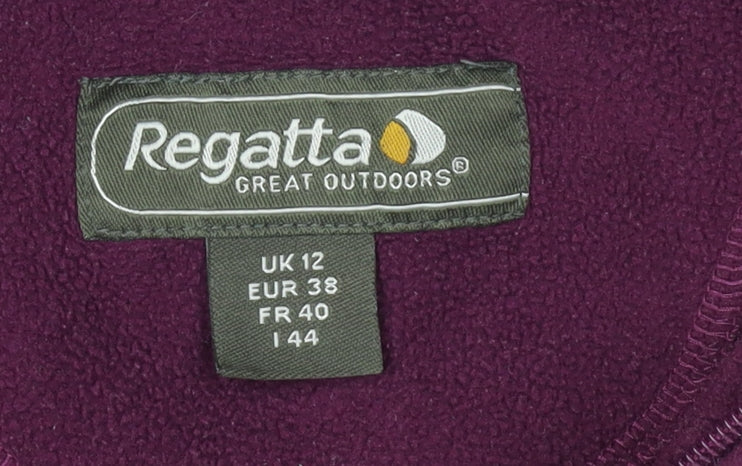 Regatta
GREAT OUTDOORS®
UK 12
EUR 38
FR 40
I 44